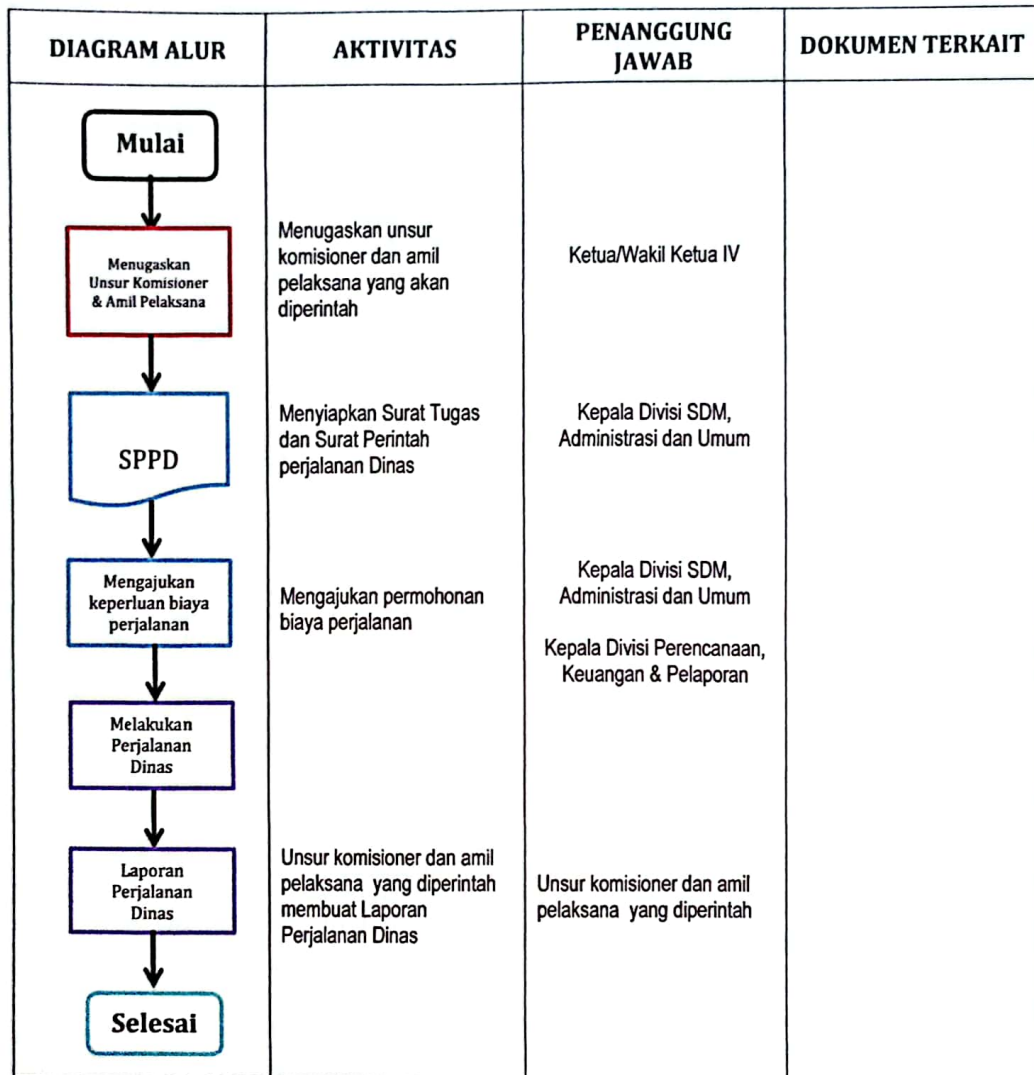 DIAGRAM ALUR
AKTIVITAS
PENANGGUNG
JAWAB
DOKUMEN TERKAIT
Mulai
Menugaskan
Unsur Komisioner
& Amil Pelaksana
Menugaskan unsur
komisioner dan amil
pelaksana yang akan
diperintah
Ketua/Wakil Ketua IV
SPPD
Menyiapkan Surat Tugas
dan Surat Perintah
perjalanan Dinas
Kepala Divisi SDM,
Administrasi dan Umum
Mengajukan
keperluan biaya
perjalanan
Mengajukan permohonan
biaya perjalanan
Kepala Divisi SDM,
Administrasi dan Umum
Kepala Divisi Perencanaan,
Keuangan & Pelaporan
Melakukan
Perjalanan
Dinas
Laporan
Perjalanan
Dinas
Unsur komisioner dan amil
pelaksana yang diperintah
membuat Laporan
Perjalanan Dinas
Unsur komisioner dan amil
pelaksana yang diperintah
Selesai